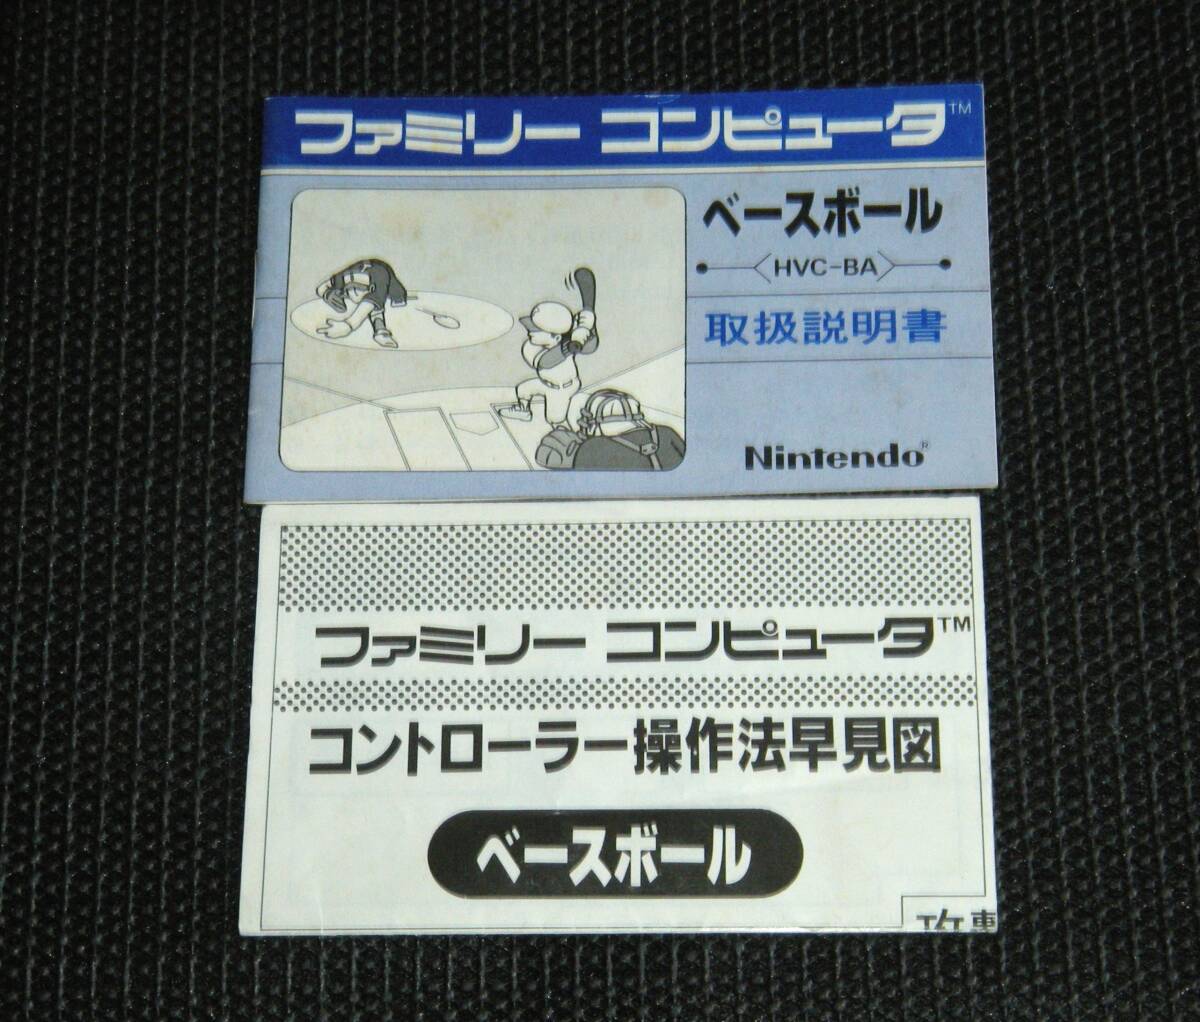 ファミリー コンピュータ™
ベースボール
HVC-BA
取扱説明書
Nintendo®
ファミリー コンピュータ™
コントローラー操作法早見図
ベースボール
攻